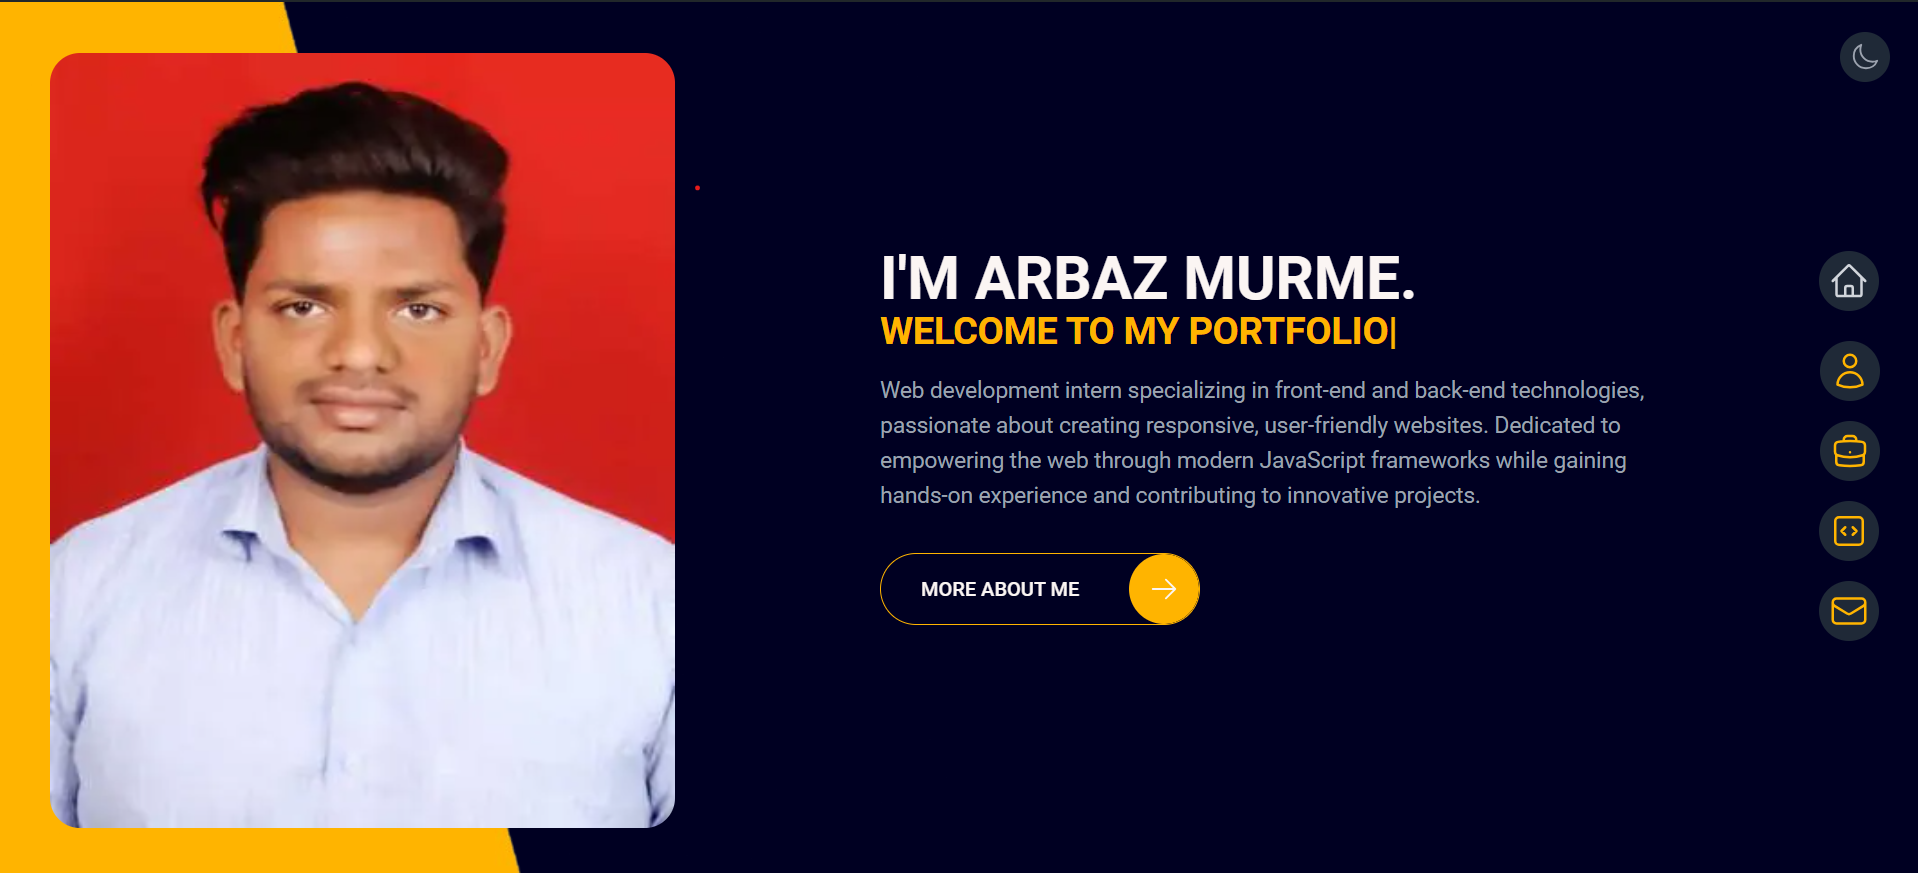 I'M ARBAZ MURME.
WELCOME TO MY PORTFOLIO|
Web development intern specializing in front-end and back-end technologies,
passionate about creating responsive, user-friendly websites. Dedicated to
empowering the web through modern JavaScript frameworks while gaining
hands-on experience and contributing to innovative projects.
MORE ABOUT ME